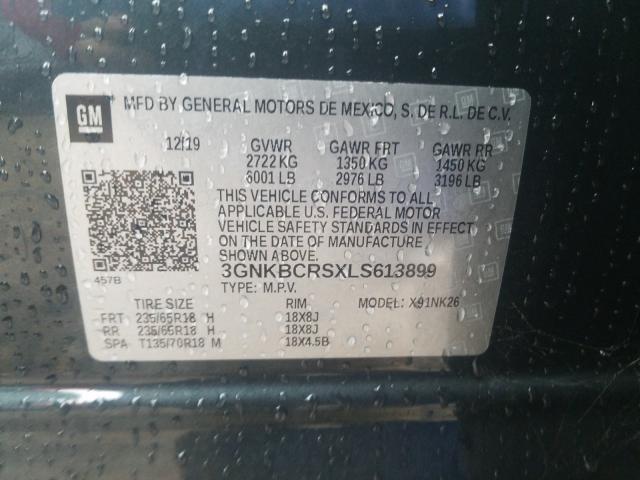 GM
MFD BY GENERAL MOTORS DE MEXICO, S. DE R.L. DE C.V.
12/19 GVWR GAWR FRT GAWR RR
2722 KG 1350 KG 1450 KG
6001 LB 2976 LB 3196 LB
THIS VEHICLE CONFORMS TO ALL
APPLICABLE U.S. FEDERAL MOTOR
VEHICLE SAFETY STANDARDS IN EFFECT
ON THE DATE OF MANUFACTURE
SHOWN ABOVE.
3GNKBCRSXLS613899
457B
TYPE: M.P.V.
TIRE SIZE RIM MODEL: X91NK26
FRT 235/65R18 H 18X8J
RR 235/65R18 H 18X8J
SPA T135/70R18 M 18X4.5B